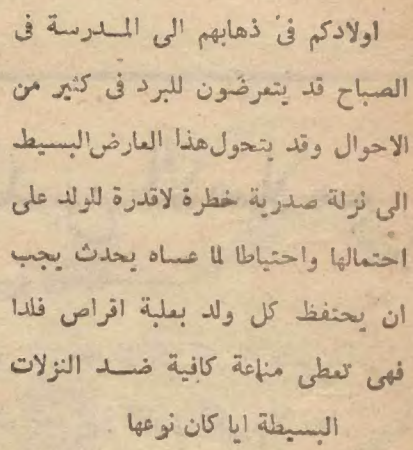 اولادكم فى ذهابهم الى المدرسة فى
الصباح قد يتعرضون للبرد فى كثير من
الاحوال وقد يتحول هذا العارض البسيط
الى نزلة صدرية خطرة لاقدرة للولد على
احتمالها واحتياطا لما عساه يحدث يجب
ان يحتفظ كل ولد بعلبة اقراص فلدا
فهى تعطى مناعة كافية ضد النزلات
البسيطة ايا كان نوعها